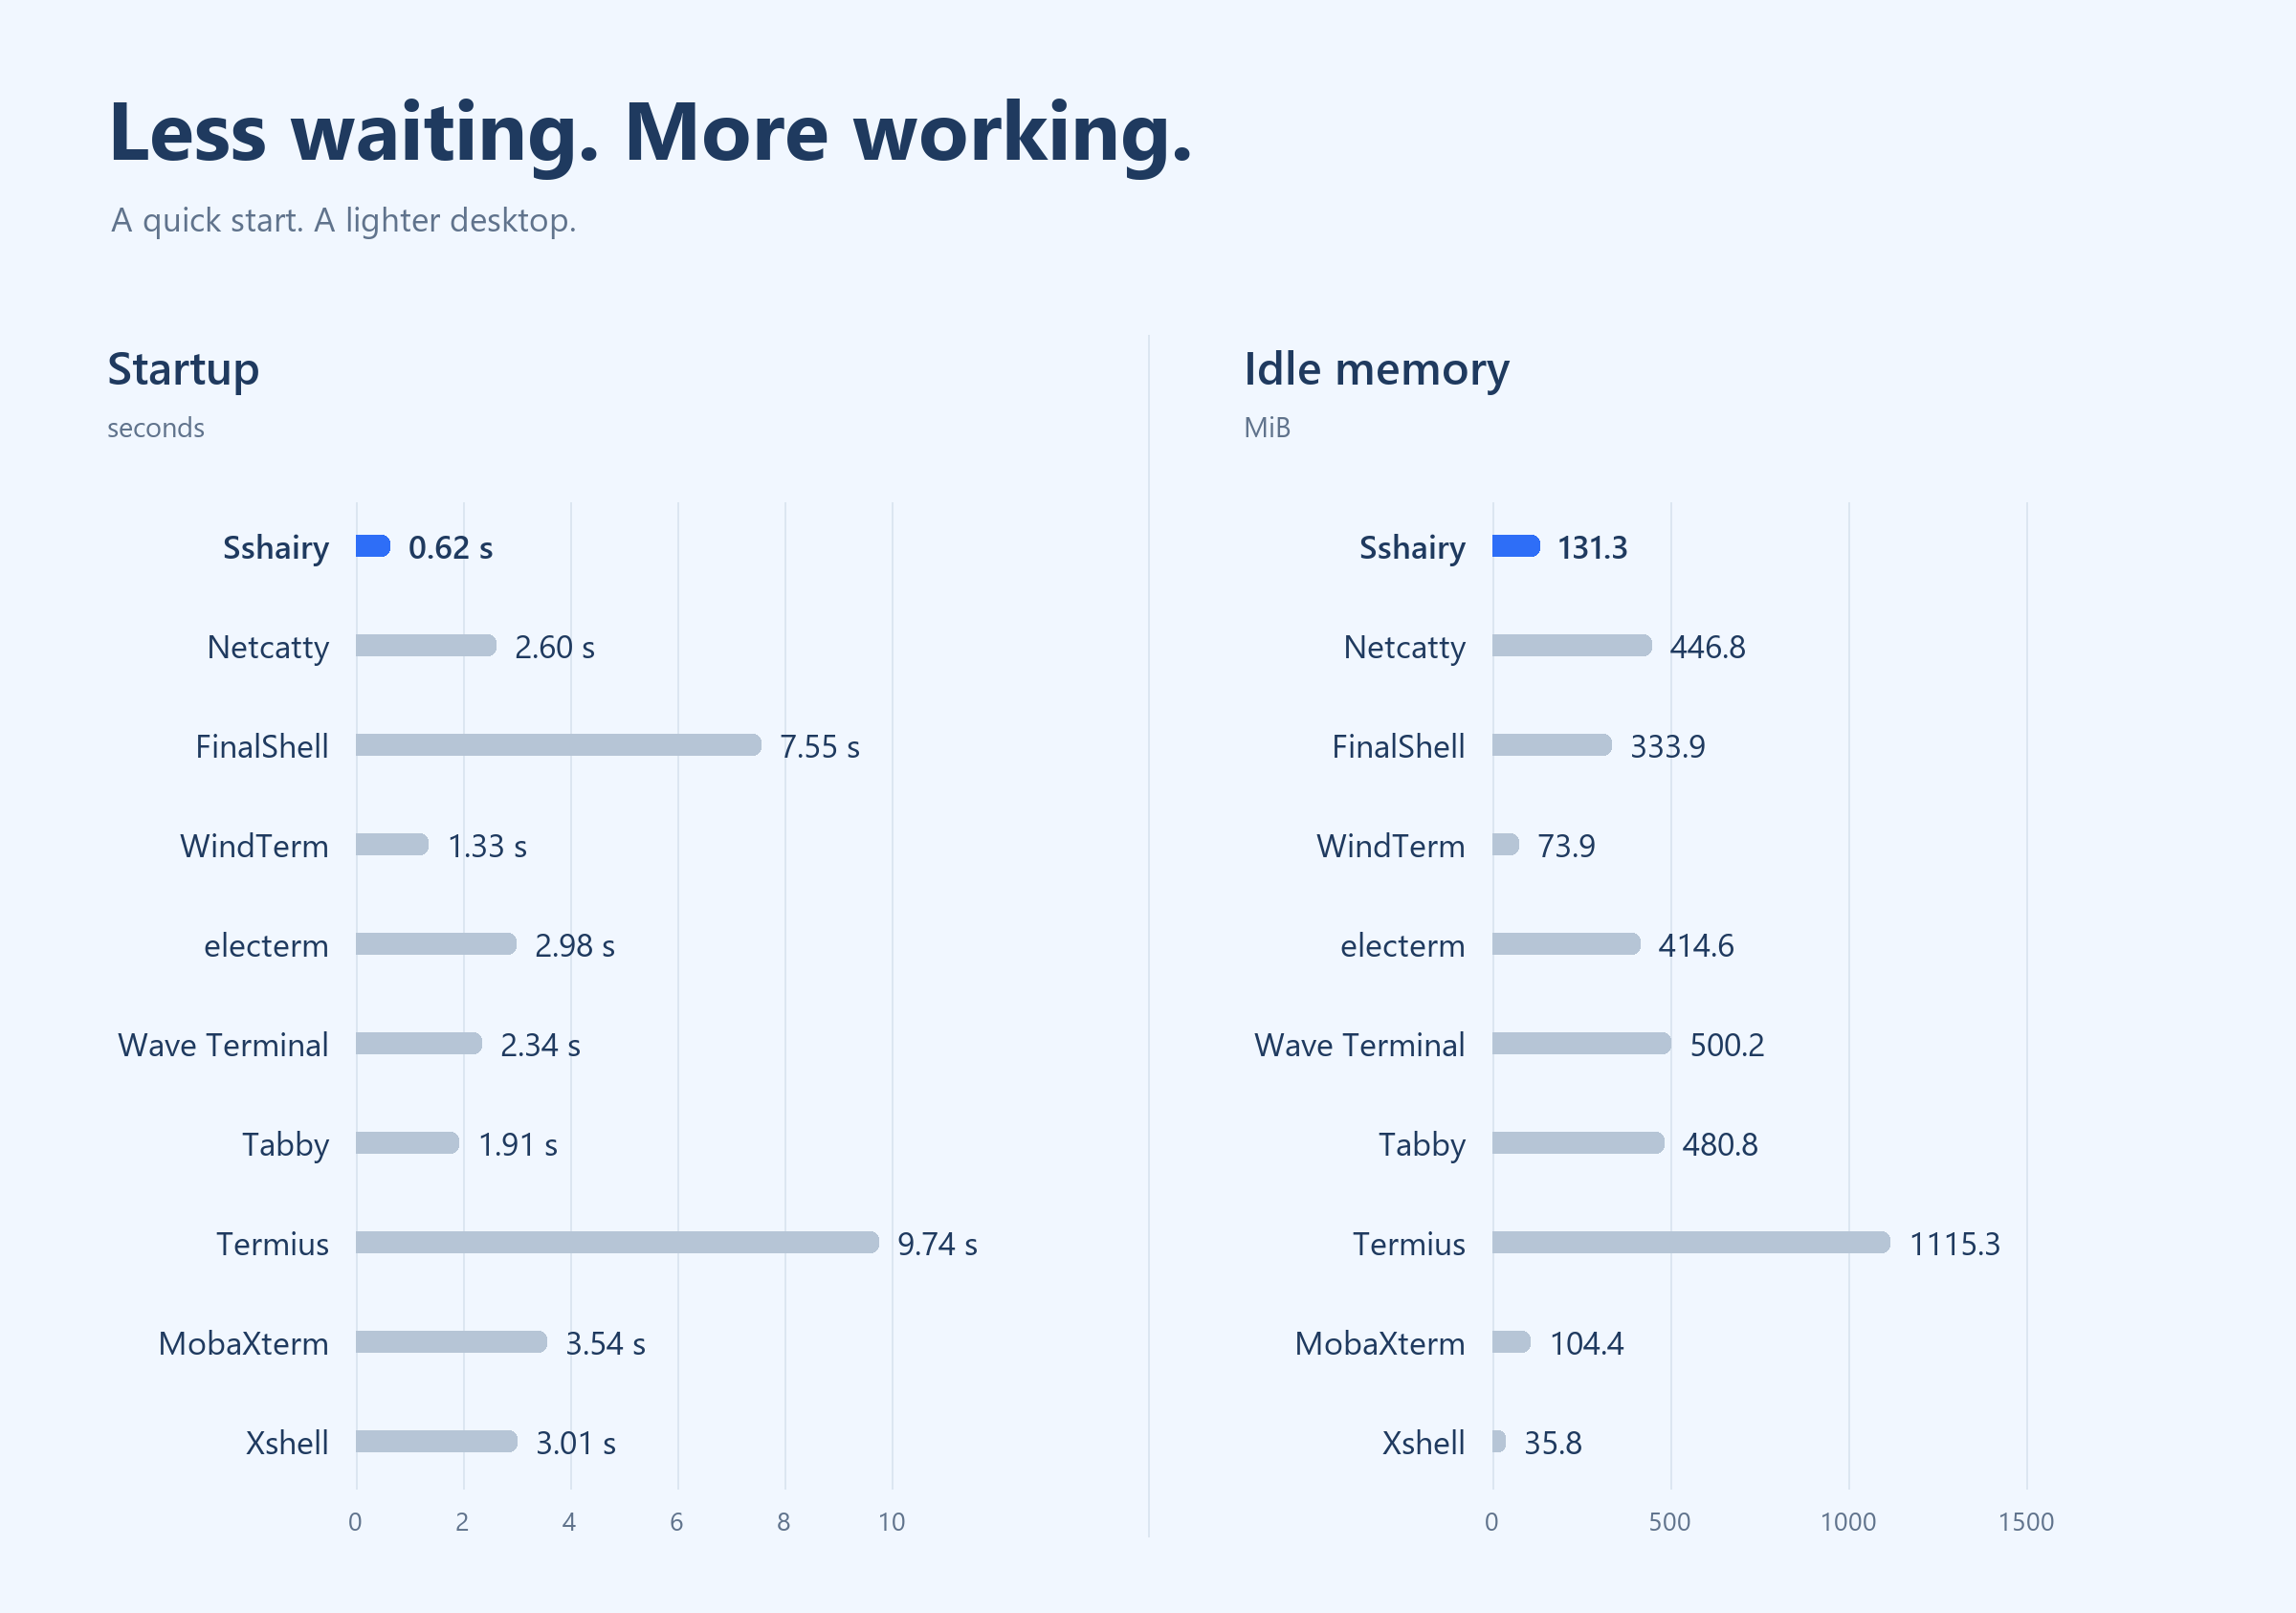 Less waiting. More working.
A quick start. A lighter desktop.
Startup
seconds
Sshairy 0.62 s
Netcatty 2.60 s
FinalShell 7.55 s
WindTerm 1.33 s
electerm 2.98 s
Wave Terminal 2.34 s
Tabby 1.91 s
Termius 9.74 s
MobaXterm 3.54 s
Xshell 3.01 s
0 2 4 6 8 10
Idle memory
MiB
Sshairy 131.3
Netcatty 446.8
FinalShell 333.9
WindTerm 73.9
electerm 414.6
Wave Terminal 500.2
Tabby 480.8
Termius 1115.3
MobaXterm 104.4
Xshell 35.8
0 500 1000 1500